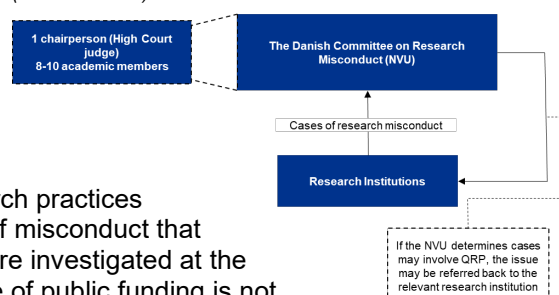 1 chairperson (High Court
judge)
8-10 academic members
The Danish Committee on Research
Misconduct (NVU)
Cases of research misconduct
Research Institutions
rch practices
of misconduct that
re investigated at the
e of public funding is not
If the NVU determines cases
may involve QRP, the issue
may be referred back to the
relevant research institution